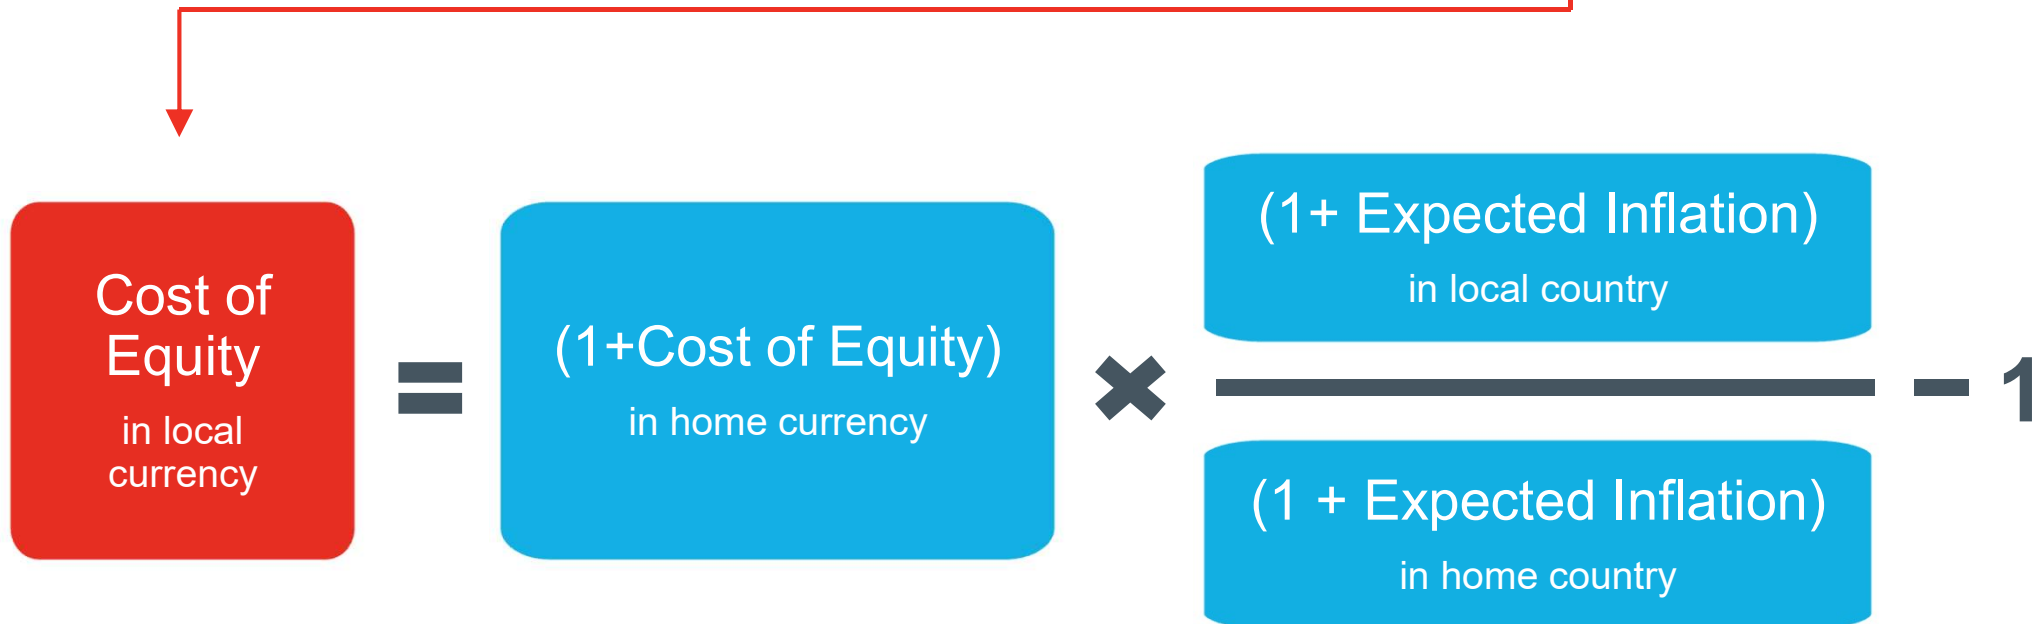 Cost of
Equity
in local
currency
=
(1+Cost of Equity)
in home currency
×
(1+ Expected Inflation)
in local country
(1 + Expected Inflation)
in home country
− 1